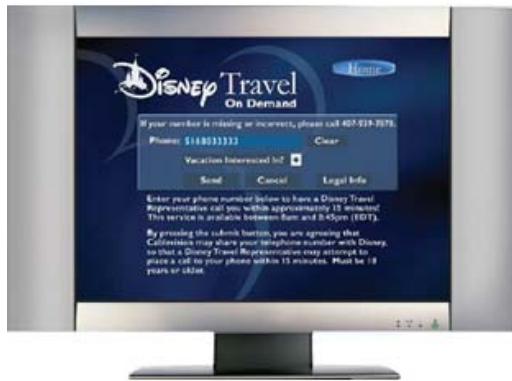 Disney Travel
On Demand
Home
If your number is missing or incorrect, please call 407-939-7878.
Phone: 5168033333 Clear
Vacation Interested In?
Send Cancel Legal Info
Enter your phone number below to have a Disney Travel
Representative call you within approximately 15 minutes!
This service is available between 8am and 8:45pm (EDT).
By pressing the submit button, you are agreeing that
Cablevision may share your telephone number with Disney,
so that a Disney Travel Representative may attempt to
place a call to your phone within 15 minutes. Must be 18
years or older.